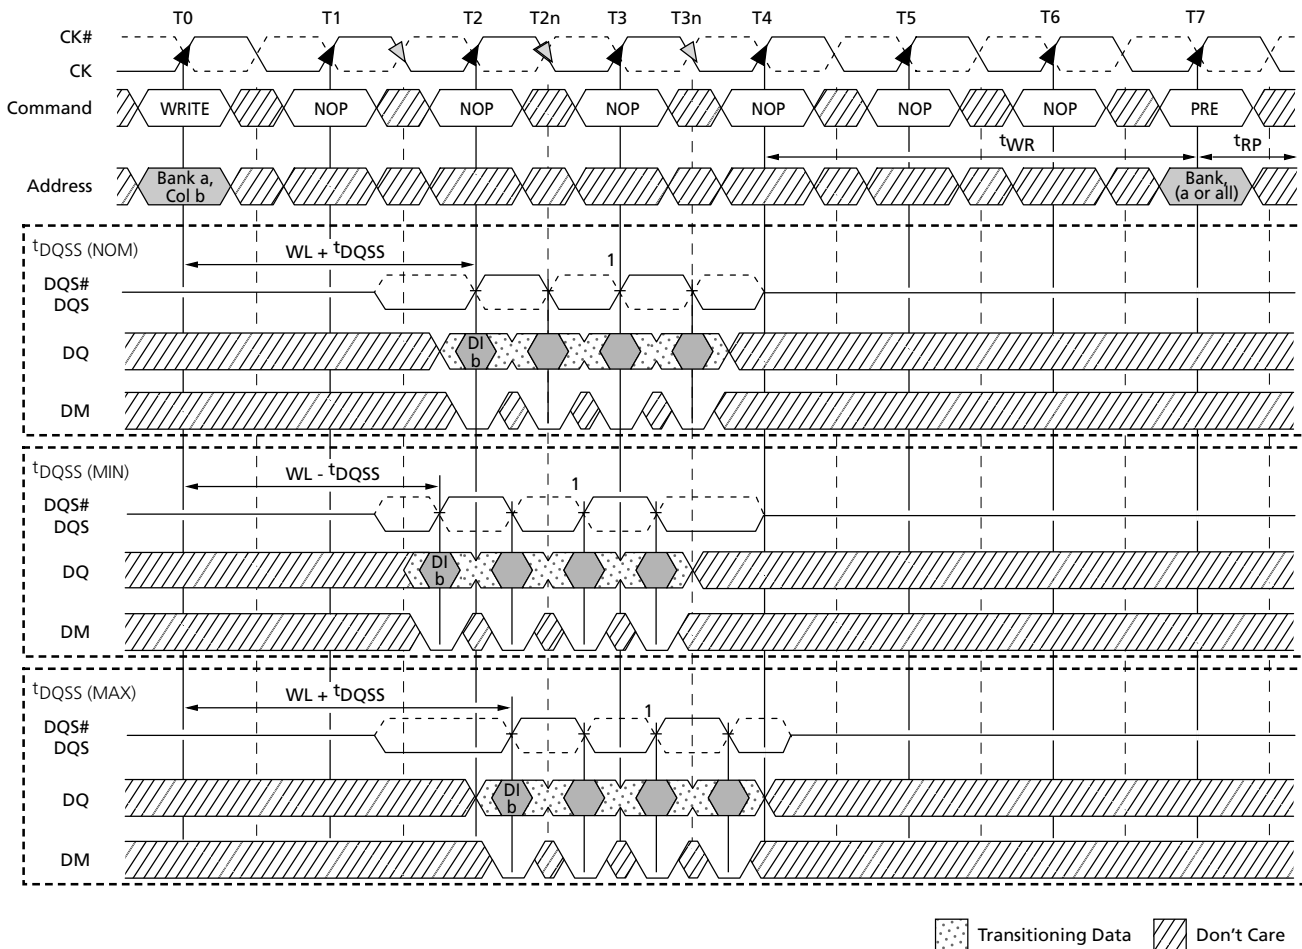 T0 T1 T2 T2n T3 T3n T4 T5 T6 T7
CK#
CK
Command WRITE NOP NOP NOP NOP NOP NOP PRE
tWR tRP
Address Bank a, Col b Bank, (a or all)
tDQSS (NOM)
WL + tDQSS 1
DQS#
DQS
DQ DI b
DM
tDQSS (MIN)
WL - tDQSS 1
DQS#
DQS
DQ DI b
DM
tDQSS (MAX)
WL + tDQSS 1
DQS#
DQS
DQ DI b
DM
Transitioning Data Don't Care